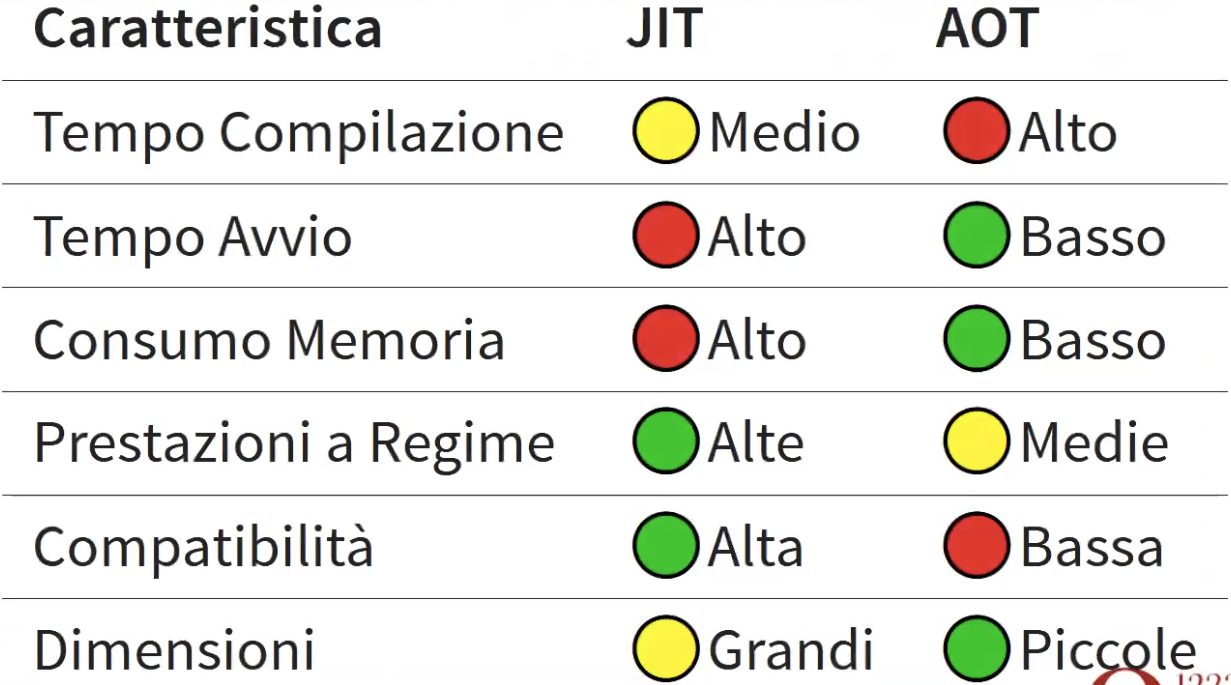 Caratteristica JIT AOT
Tempo Compilazione Medio Alto
Tempo Avvio Alto Basso
Consumo Memoria Alto Basso
Prestazioni a Regime Alte Medie
Compatibilità Alta Bassa
Dimensioni Grandi Piccole